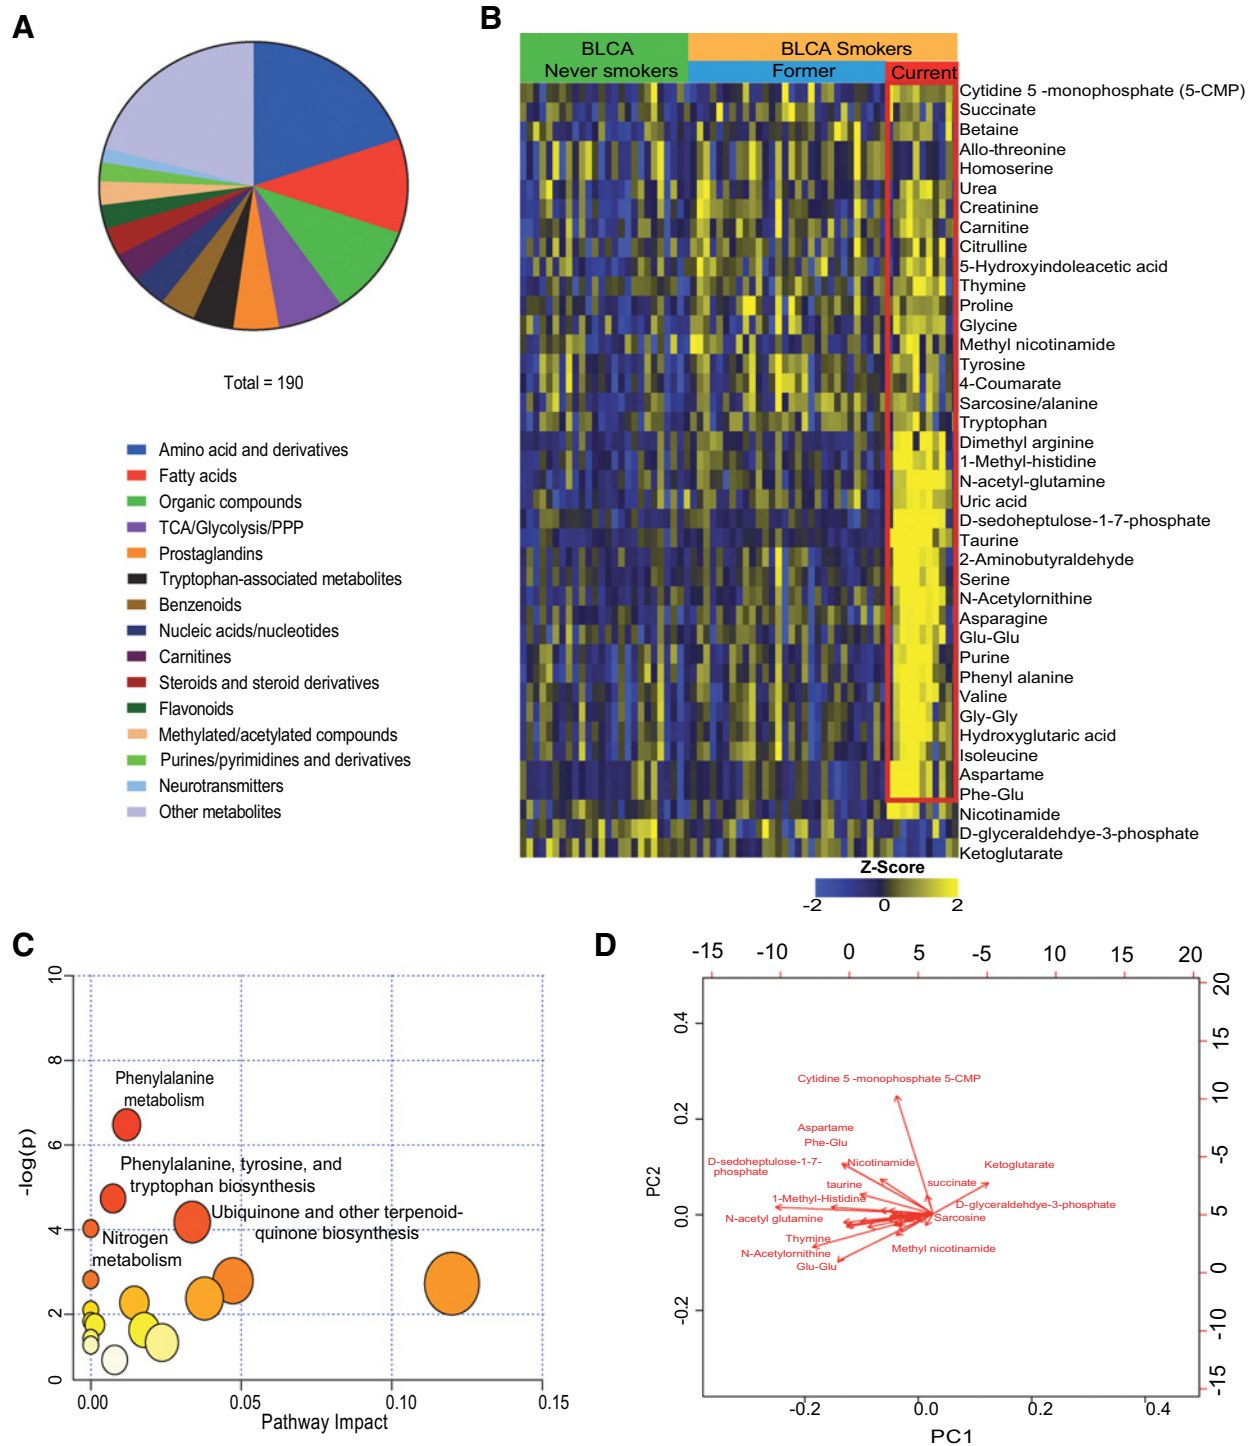 A
Total = 190
Amino acid and derivatives
Fatty acids
Organic compounds
TCA/Glycolysis/PPP
Prostaglandins
Tryptophan-associated metabolites
Benzenoids
Nucleic acids/nucleotides
Carnitines
Steroids and steroid derivatives
Flavonoids
Methylated/acetylated compounds
Purines/pyrimidines and derivatives
Neurotransmitters
Other metabolites
B
BLCA
Never smokers
BLCA Smokers
Former
Current
Cytidine 5 -monophosphate (5-CMP)
Succinate
Betaine
Allo-threonine
Homoserine
Urea
Creatinine
Carnitine
Citrulline
5-Hydroxyindoleacetic acid
Thymine
Proline
Glycine
Methyl nicotinamide
Tyrosine
4-Coumarate
Sarcosine/alanine
Tryptophan
Dimethyl arginine
1-Methyl-histidine
N-acetyl-glutamine
Uric acid
D-sedoheptulose-1-7-phosphate
Taurine
2-Aminobutyraldehyde
Serine
N-Acetylornithine
Asparagine
Glu-Glu
Purine
Phenyl alanine
Valine
Gly-Gly
Hydroxyglutaric acid
Isoleucine
Aspartame
Phe-Glu
Nicotinamide
D-glyceraldehdye-3-phosphate
Ketoglutarate
Z-Score
-2 0 2
C
10
8
6
4
2
0
-log(p)
Phenylalanine
metabolism
Phenylalanine, tyrosine, and
tryptophan biosynthesis
Ubiquinone and other terpenoid-
quinone biosynthesis
Nitrogen
metabolism
0.00 0.05 0.10 0.15
Pathway Impact
D
-15 -10 0 5 -5 10 15 20
0.4
0.2
0.0
-0.2
PC2
Cytidine 5 -monophosphate 5-CMP
Aspartame
Phe-Glu
D-sedoheptulose-1-7-
phosphate
Nicotinamide
Ketoglutarate
taurine
succinate
1-Methyl-Histidine
D-glyceraldehdye-3-phosphate
N-acetyl glutamine
Sarcosine
Thymine
Methyl nicotinamide
N-Acetylornithine
Glu-Glu
20
15
10
-5
5
0
-10
-15
-0.2 0.0 0.2 0.4
PC1